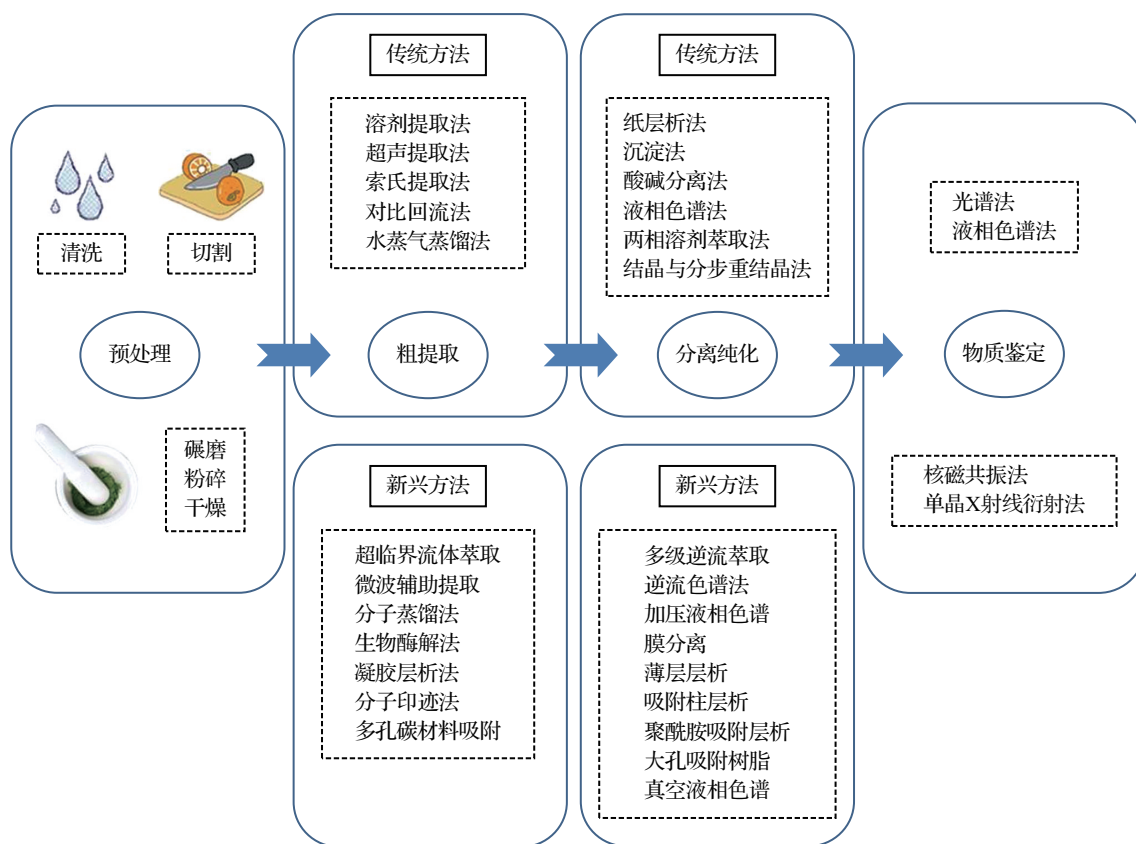 清洗
切割
预处理
碾磨
粉碎
干燥
传统方法
溶剂提取法
超声提取法
索氏提取法
对比回流法
水蒸气蒸馏法
粗提取
新兴方法
超临界流体萃取
微波辅助提取
分子蒸馏法
生物酶解法
凝胶层析法
分子印迹法
多孔碳材料吸附
传统方法
纸层析法
沉淀法
酸碱分离法
液相色谱法
两相溶剂萃取法
结晶与分步重结晶法
分离纯化
新兴方法
多级逆流萃取
逆流色谱法
加压液相色谱
膜分离
薄层层析
吸附柱层析
聚酰胺吸附层析
大孔吸附树脂
真空液相色谱
光谱法
液相色谱法
物质鉴定
核磁共振法
单晶X射线衍射法